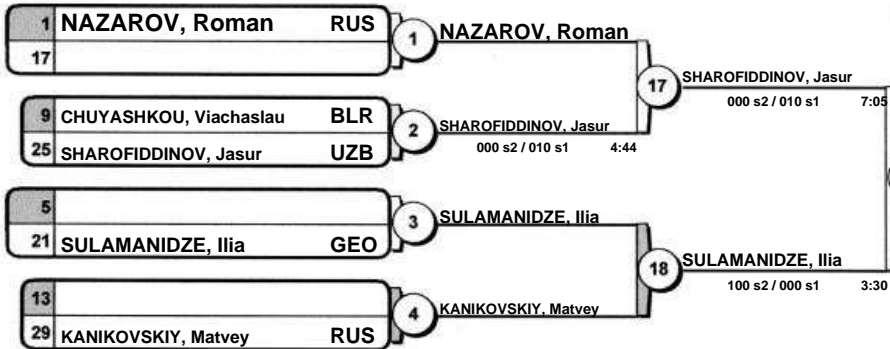 1 NAZAROV, Roman RUS
17
1
NAZAROV, Roman
9 CHUYASHKOU, Viachaslau BLR
25 SHAROFIDDINOV, Jasur UZB
2
SHAROFIDDINOV, Jasur
000 s2 / 010 s1 4:44
17
SHAROFIDDINOV, Jasur
000 s2 / 010 s1 7:05
5
21 SULAMANIDZE, Ilia GEO
3
SULAMANIDZE, Ilia
13
29 KANIKOVSKIY, Matvey RUS
4
KANIKOVSKIY, Matvey
18
SULAMANIDZE, Ilia
100 s2 / 000 s1 3:30